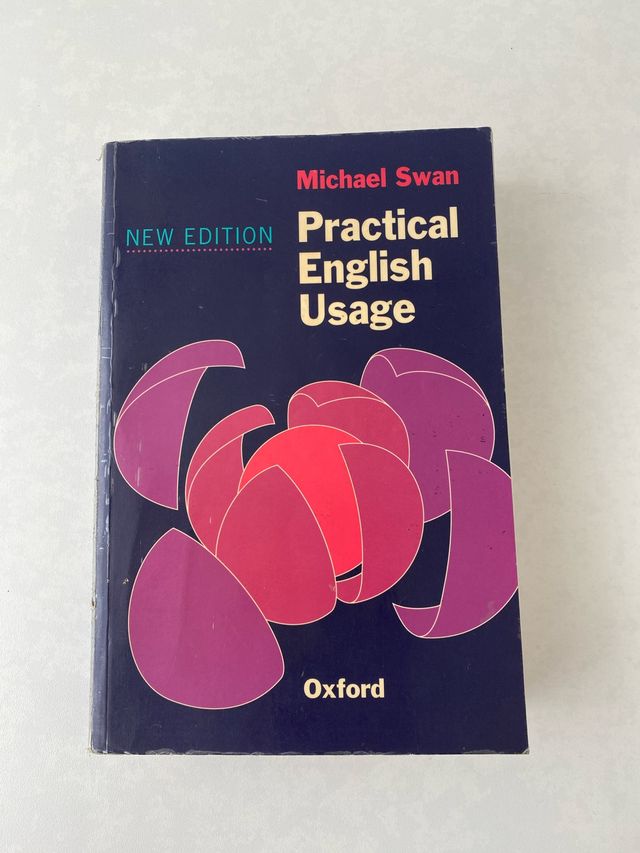 Michael Swan
NEW EDITION
Practical
English
Usage
Oxford